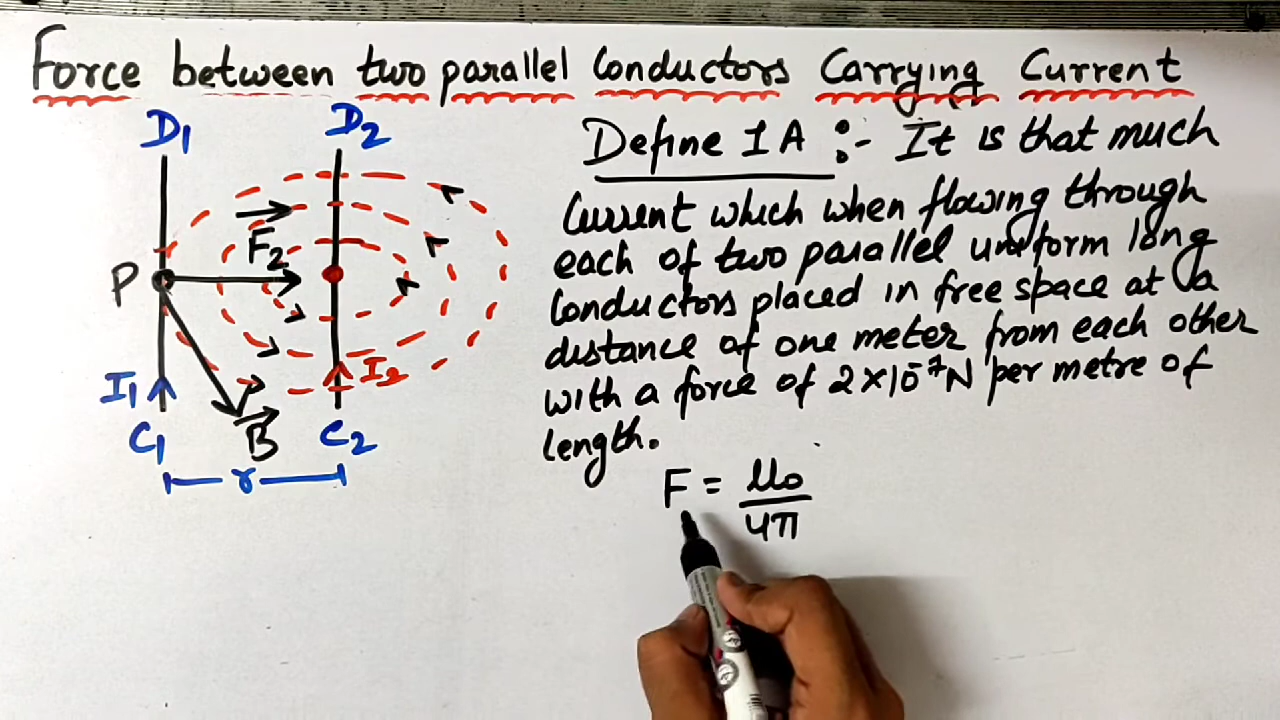 Force between two parallel Conductors Carrying Current
D1 D2
Define 1A :- It is that much
Current which when flowing through
each of two parallel uniform long
conductors placed in free space at a
distance of one meter from each other
with a force of 2×10⁻⁷N per metre of
length.
F2
P
I1
I2
B
C1 C2
r
F = μ0/4π